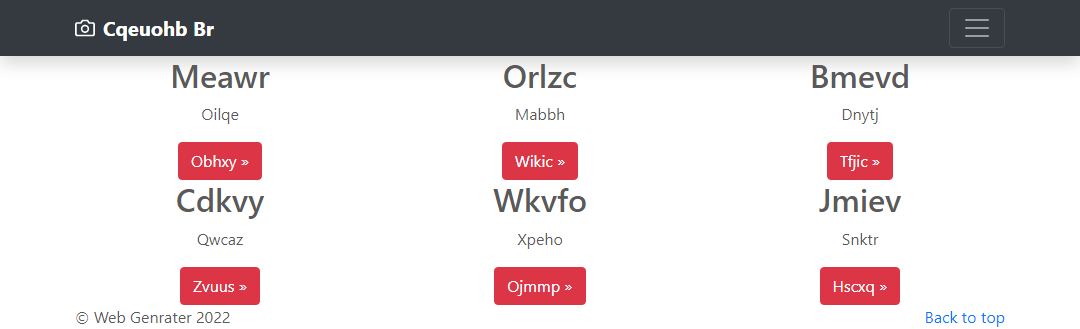 Cqeuohb Br
Meawr Orlzc Bmevd
Oilqe Mabbh Dnytj
Obhxy » Wikic » Tfjic »
Cdkvy Wkvfo Jmiev
Qwcaz Xpeho Snktr
Zvuus » Ojmmp » Hscxq »
© Web Genrater 2022 Back to top